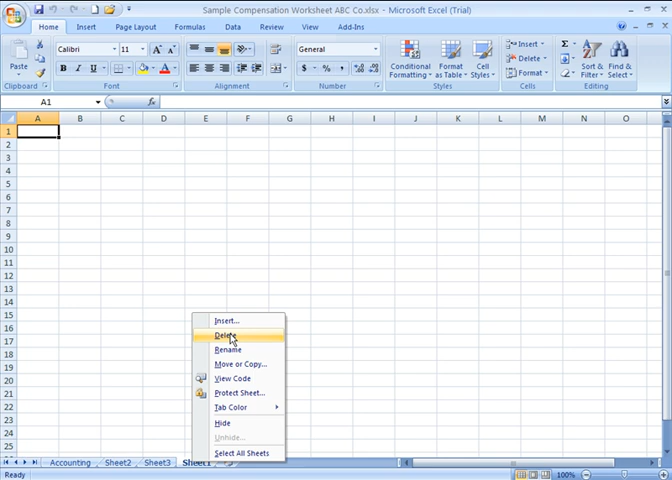 Sample Compensation Worksheet ABC Co.xlsx - Microsoft Excel (Trial)
Home Insert Page Layout Formulas Data Review View Add-Ins
Calibri 11 General Insert Σ
Paste Delete
B I U $ % , Conditional Formatting Format as Table Cell Styles Format Sort & Filter Find & Select
Clipboard Font Alignment Number Styles Cells Editing
A1 fx
A B C D E F G H I J K L M N O
1
2
3
4
5
6
7
8
9
10
11
12
13
14
15 Insert...
16 Delete
17 Rename
18 Move or Copy...
19
20 View Code
21 Protect Sheet...
22 Tab Color
23 Hide
24 Unhide...
25 Select All Sheets
Accounting Sheet2 Sheet3 Sheet1
Ready 100%